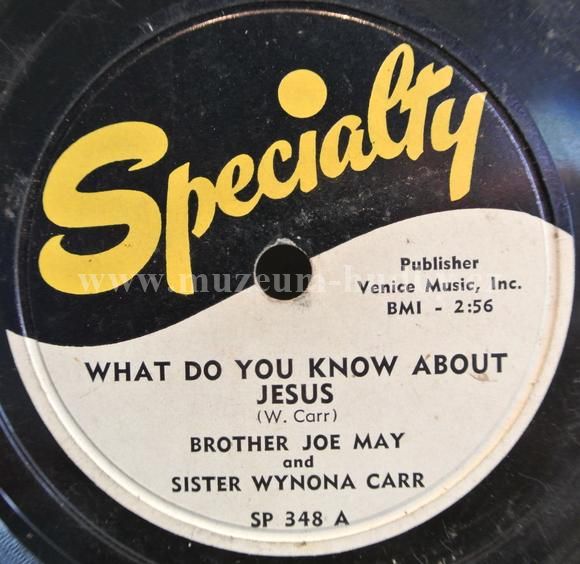 Specialty
Publisher
Venice Music, Inc.
BMI - 2:56
WHAT DO YOU KNOW ABOUT
JESUS
(W. Carr)
BROTHER JOE MAY
and
SISTER WYNONA CARR
SP 348 A